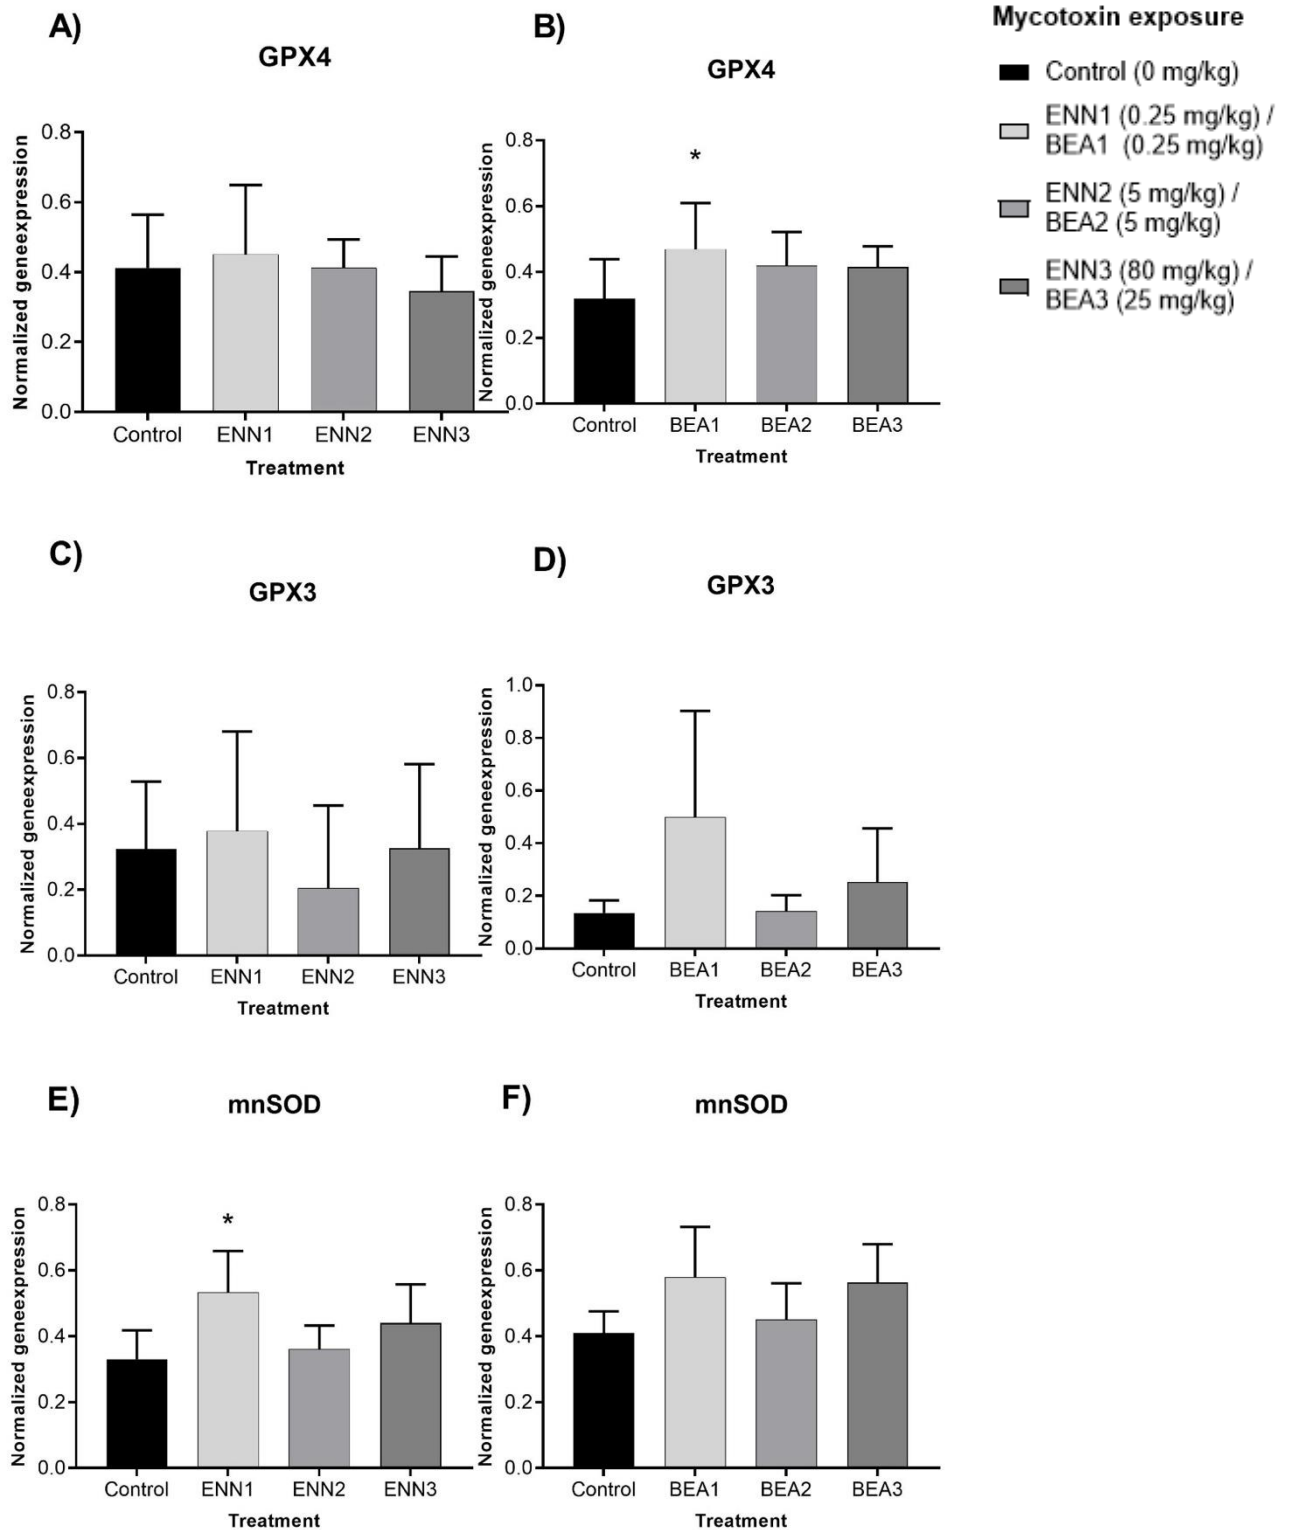 A)
GPX4
Normalized geneexpression
0.8
0.6
0.4
0.2
0.0
Control ENN1 ENN2 ENN3
Treatment
B)
GPX4
Normalized geneexpression
0.8
0.6
0.4
0.2
0.0
*
Control BEA1 BEA2 BEA3
Treatment
Mycotoxin exposure
Control (0 mg/kg)
ENN1 (0.25 mg/kg) /
BEA1 (0.25 mg/kg)
ENN2 (5 mg/kg) /
BEA2 (5 mg/kg)
ENN3 (80 mg/kg) /
BEA3 (25 mg/kg)
C)
GPX3
Normalized geneexpression
0.8
0.6
0.4
0.2
0.0
Control ENN1 ENN2 ENN3
Treatment
D)
GPX3
Normalized geneexpression
1.0
0.8
0.6
0.4
0.2
0.0
Control BEA1 BEA2 BEA3
Treatment
E)
mnSOD
Normalized geneexpression
0.8
0.6
0.4
0.2
0.0
*
Control ENN1 ENN2 ENN3
Treatment
F)
mnSOD
Normalized geneexpression
0.8
0.6
0.4
0.2
0.0
Control BEA1 BEA2 BEA3
Treatment